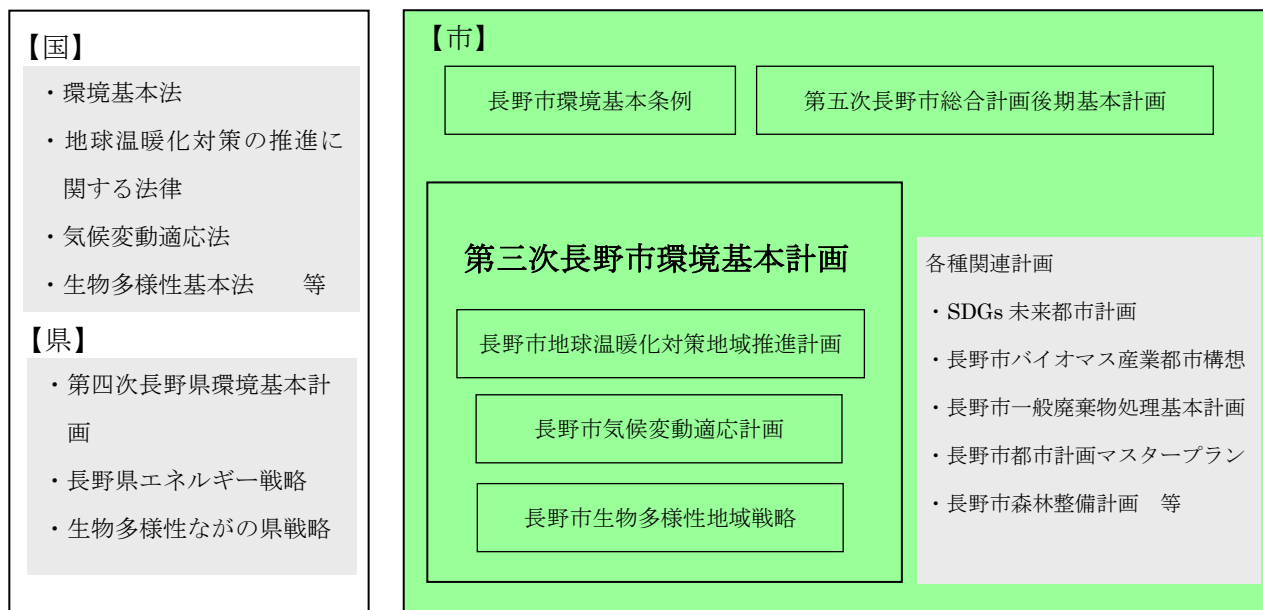 【国】
・環境基本法
・地球温暖化対策の推進に
関する法律
・気候変動適応法
・生物多様性基本法　　等
【県】
・第四次長野県環境基本計
画
・長野県エネルギー戦略
・生物多様性ながの県戦略
【市】
長野市環境基本条例
第五次長野市総合計画後期基本計画
第三次長野市環境基本計画
長野市地球温暖化対策地域推進計画
長野市気候変動適応計画
長野市生物多様性地域戦略
各種関連計画
・SDGs 未来都市計画
・長野市バイオマス産業都市構想
・長野市一般廃棄物処理基本計画
・長野市都市計画マスタープラン
・長野市森林整備計画　等